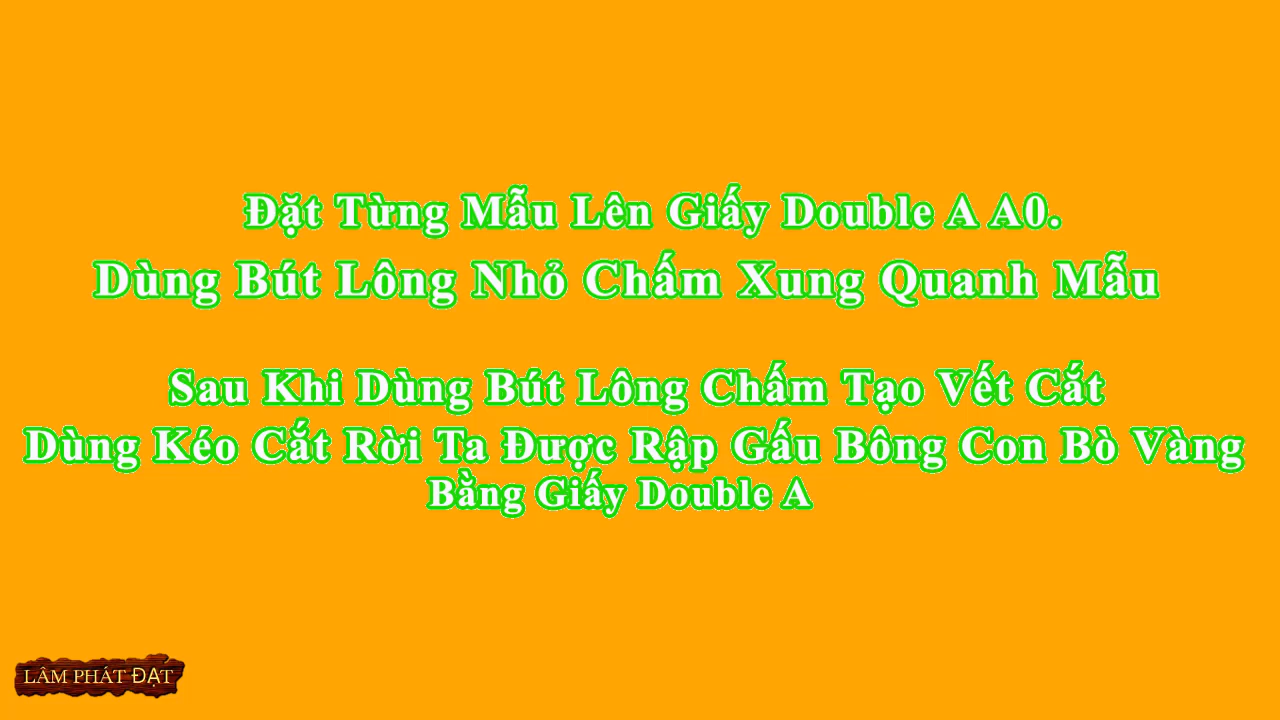 Đặt Từng Mẫu Lên Giấy Double A A0.
Dùng Bút Lông Nhỏ Chấm Xung Quanh Mẫu
Sau Khi Dùng Bút Lông Chấm Tạo Vết Cắt
Dùng Kéo Cắt Rời Ta Được Rập Gấu Bông Con Bò Vàng
Bằng Giấy Double A
LÂM PHÁT ĐẠT